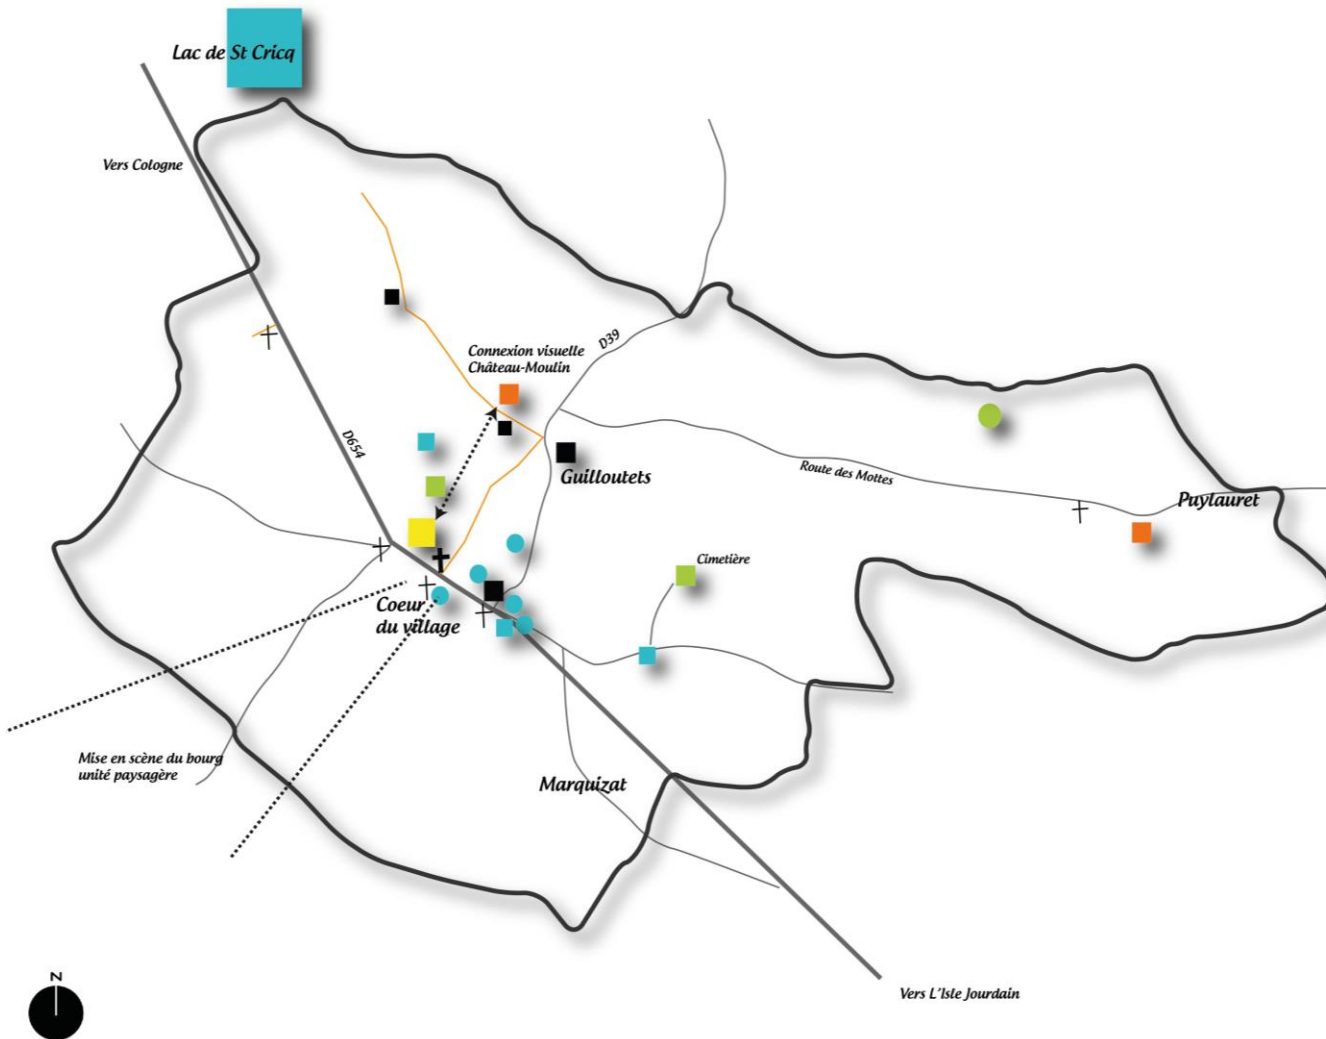 Lac de St Cricq
Vers Cologne
D39
Connexion visuelle
Château-Moulin
D654
Guilloutets
Route des Mottes
Puylauret
Cimetière
Coeur
du village
Mise en scène du bourg
unité paysagère
Marquizat
N
Vers L'Isle Jourdain